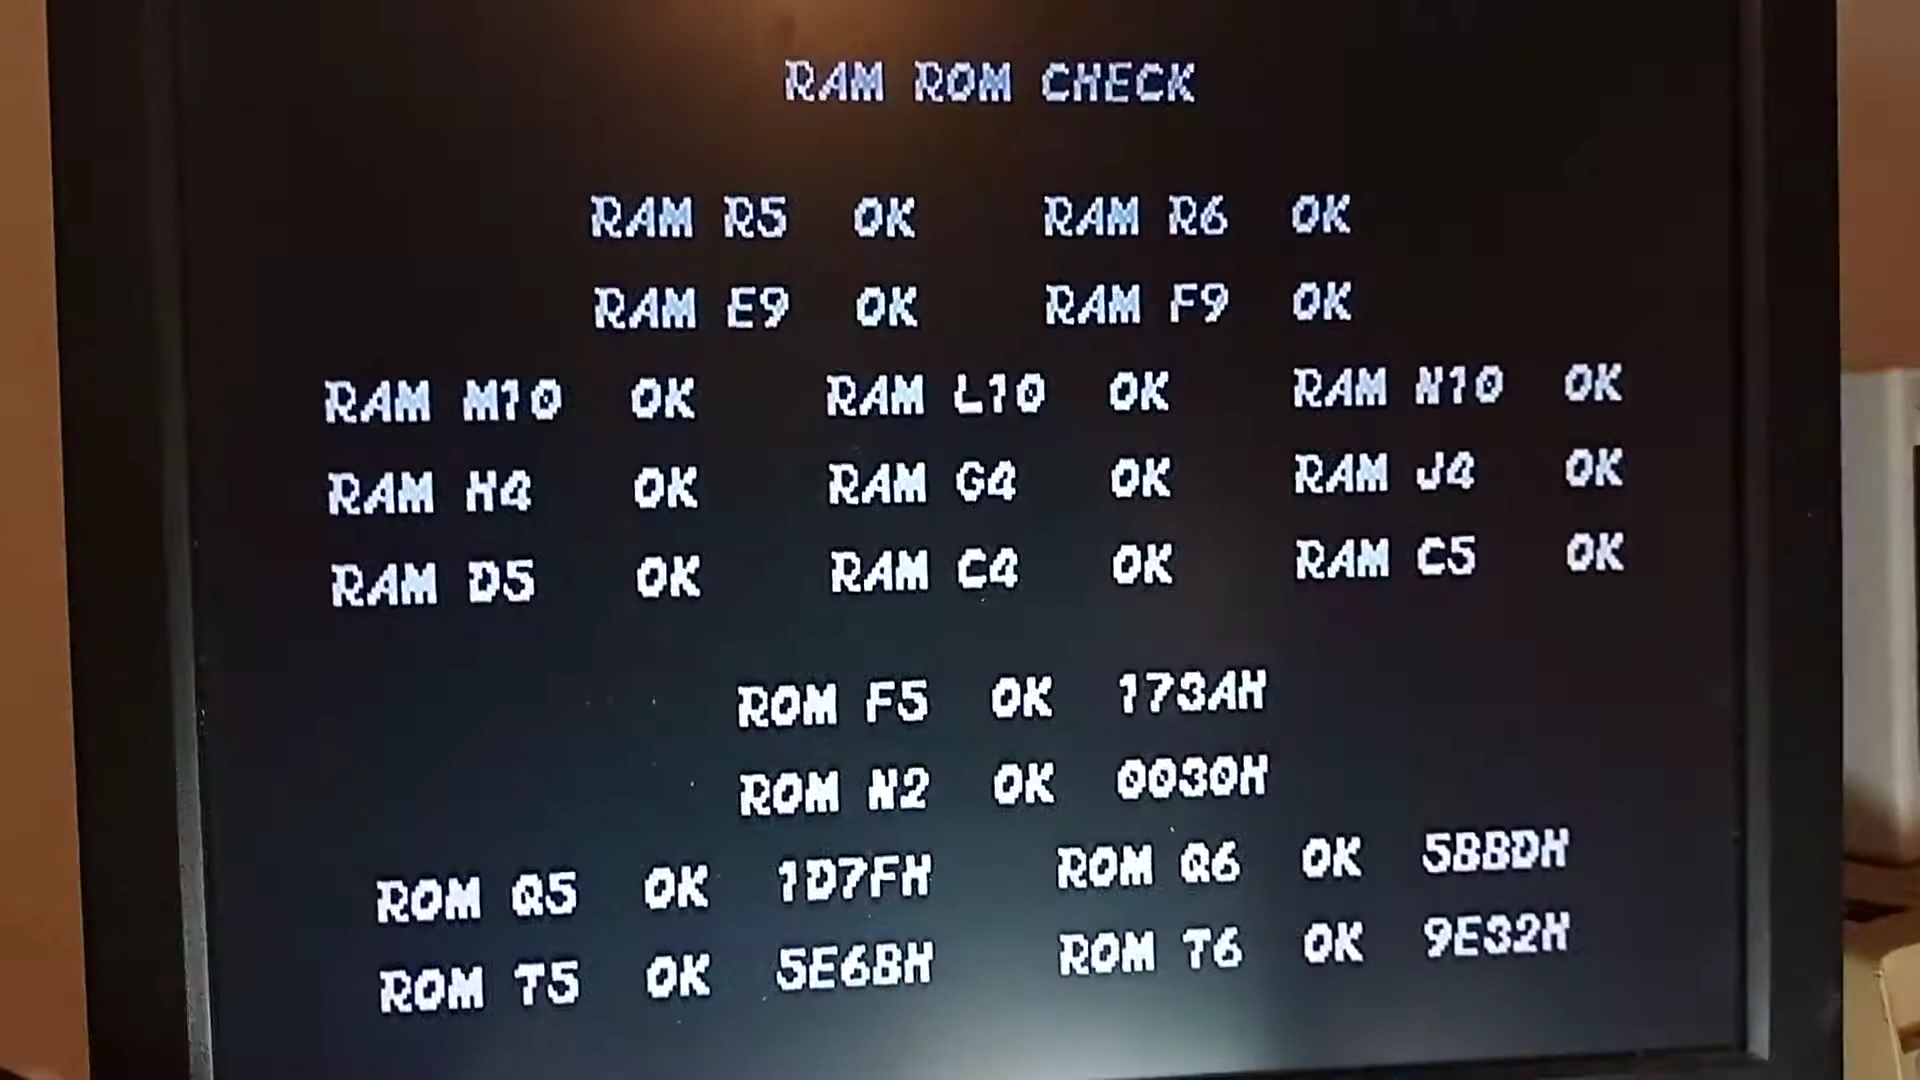 RAM ROM CHECK
RAM R5 OK RAM R6 OK
RAM E9 OK RAM F9 OK
RAM M10 OK RAM L10 OK RAM N10 OK
RAM H4 OK RAM G4 OK RAM J4 OK
RAM D5 OK RAM C4 OK RAM C5 OK
ROM F5 OK 173AH
ROM N2 OK 0030H
ROM Q5 OK 1D7FH ROM Q6 OK 5BBDH
ROM T5 OK 5E6BH ROM T6 OK 9E32H